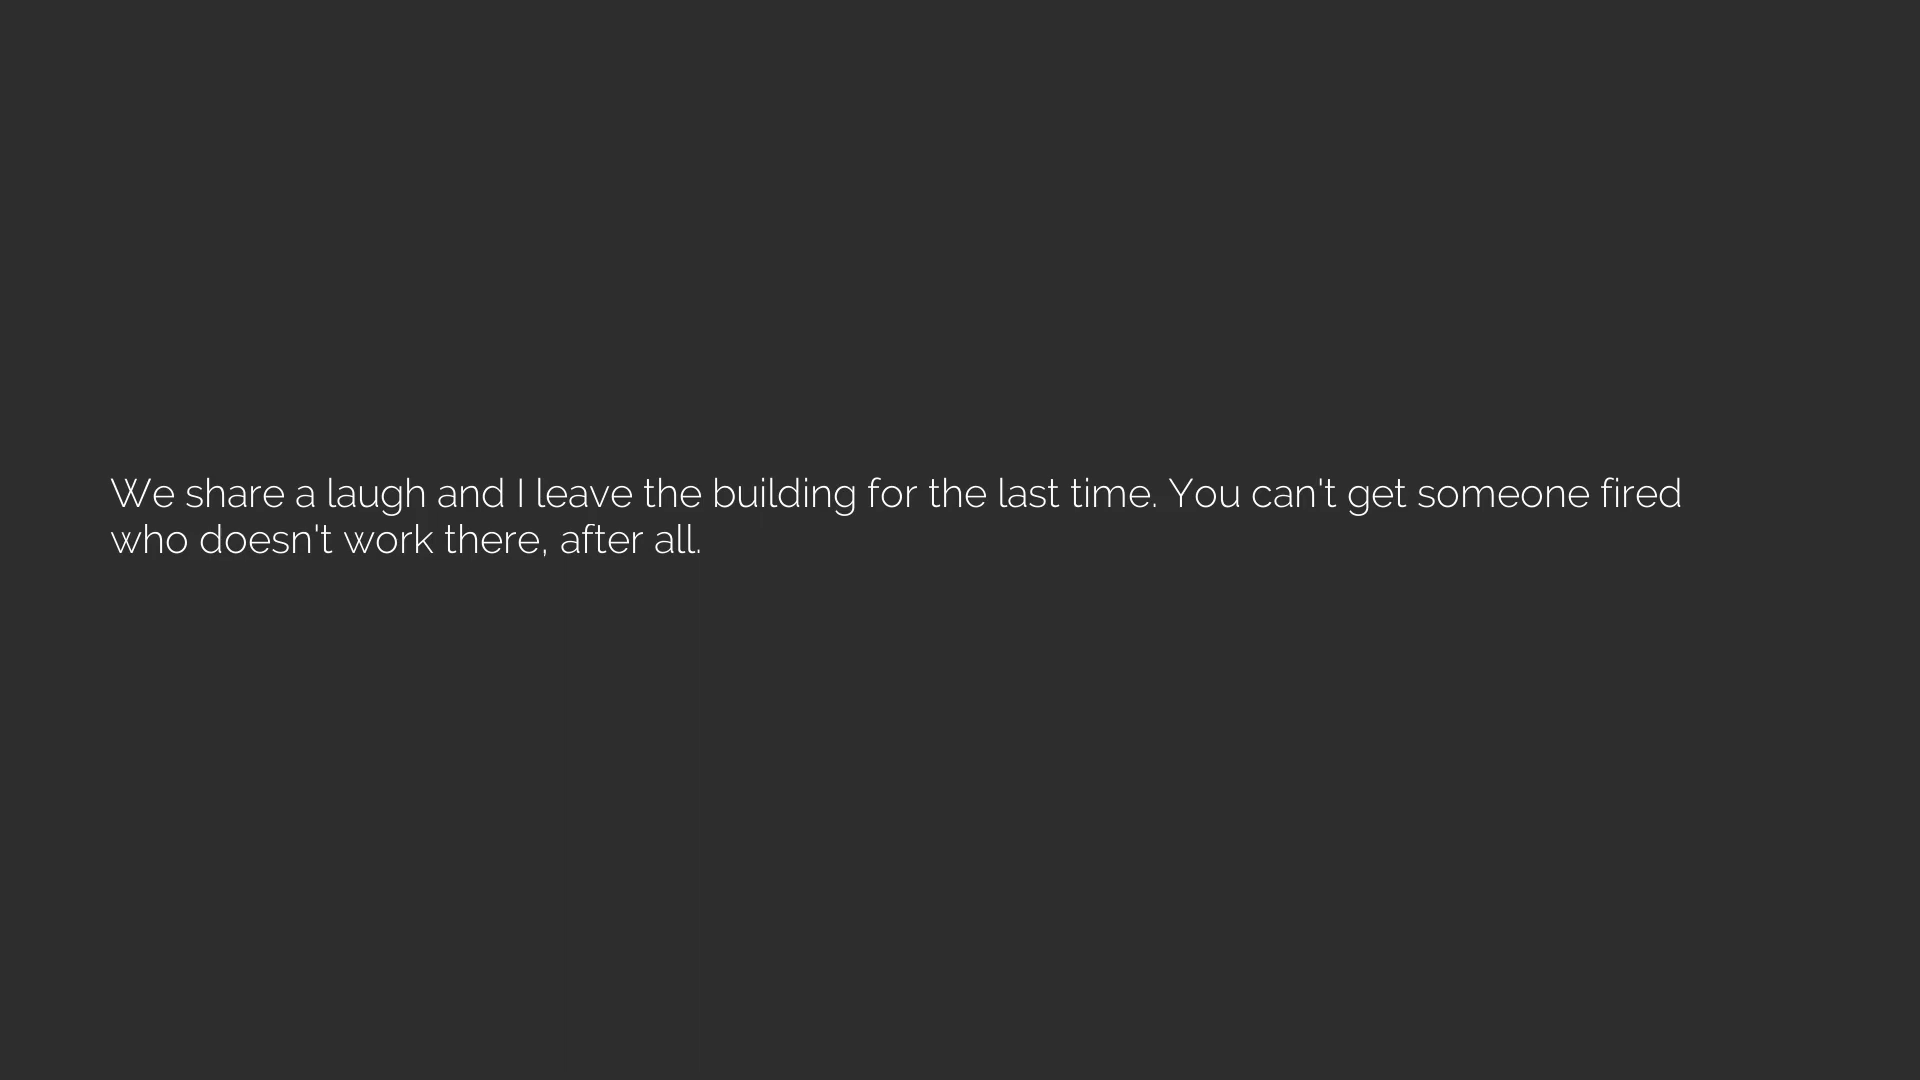 We share a laugh and I leave the building for the last time. You can't get someone fired
who doesn't work there, after all.